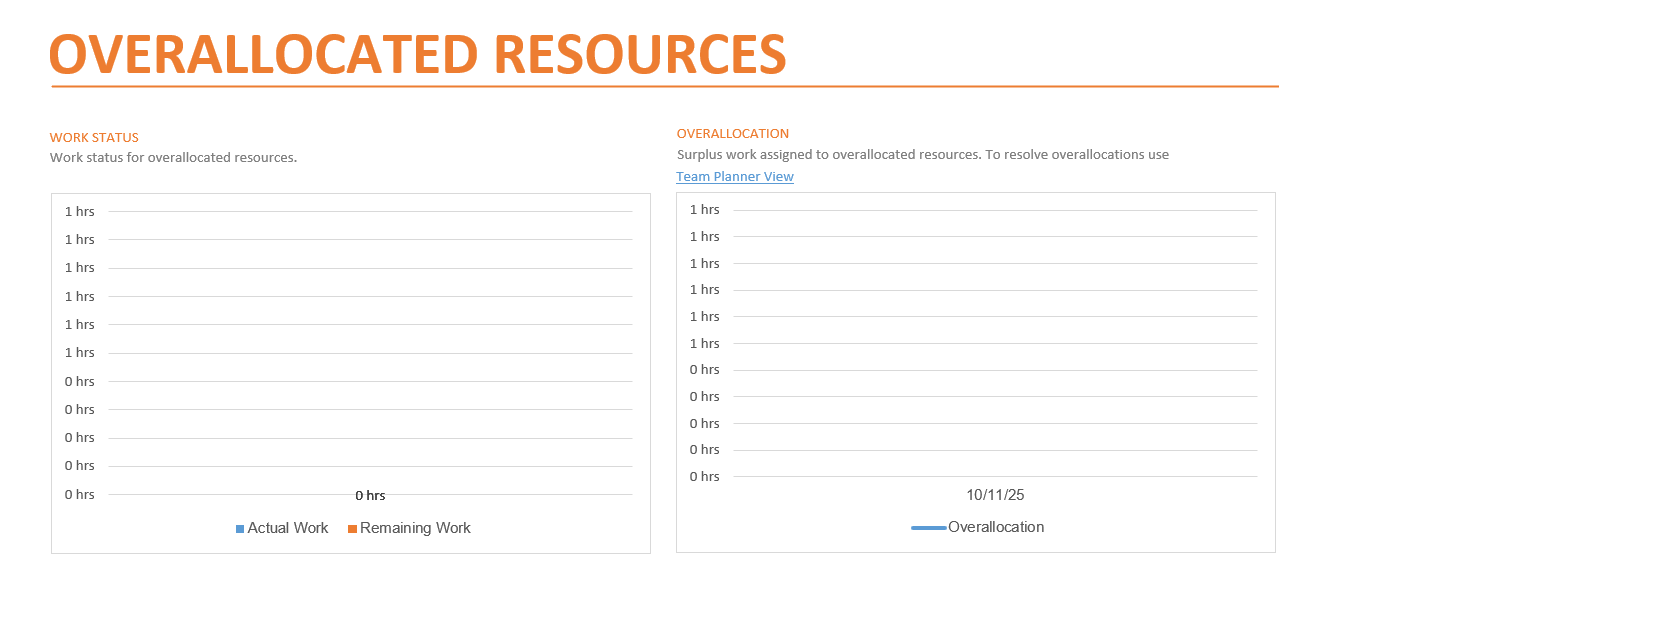 OVERALLOCATED RESOURCES
WORK STATUS
Work status for overallocated resources.
1 hrs
1 hrs
1 hrs
1 hrs
1 hrs
1 hrs
0 hrs
0 hrs
0 hrs
0 hrs
0 hrs
0 hrs
Actual Work
Remaining Work
OVERALLOCATION
Surplus work assigned to overallocated resources. To resolve overallocations use
Team Planner View
1 hrs
1 hrs
1 hrs
1 hrs
1 hrs
1 hrs
0 hrs
0 hrs
0 hrs
0 hrs
0 hrs
10/11/25
Overallocation